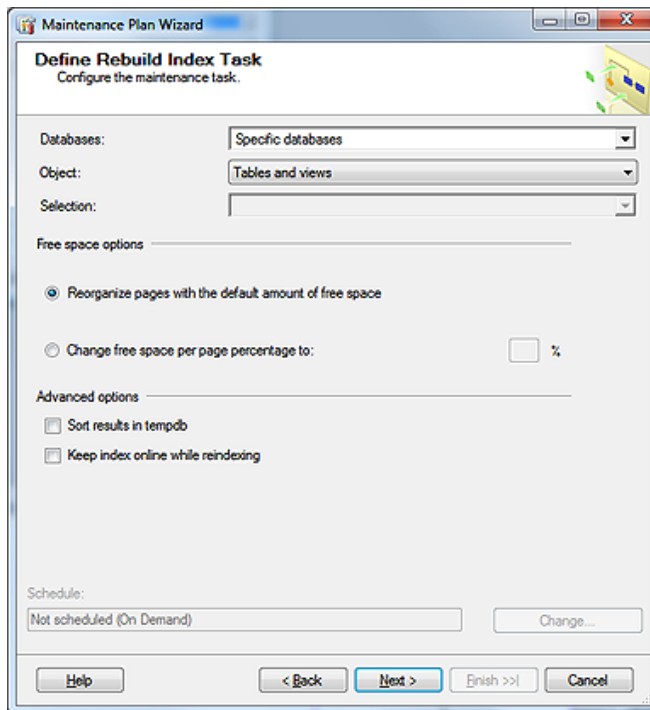 Maintenance Plan Wizard
Define Rebuild Index Task
Configure the maintenance task.
Databases:
Specific databases
Object:
Tables and views
Selection:
Free space options
Reorganize pages with the default amount of free space
Change free space per page percentage to:
%
Advanced options
Sort results in tempdb
Keep index online while reindexing
Schedule:
Not scheduled (On Demand)
Change...
Help
< Back
Next >
Finish >>|
Cancel